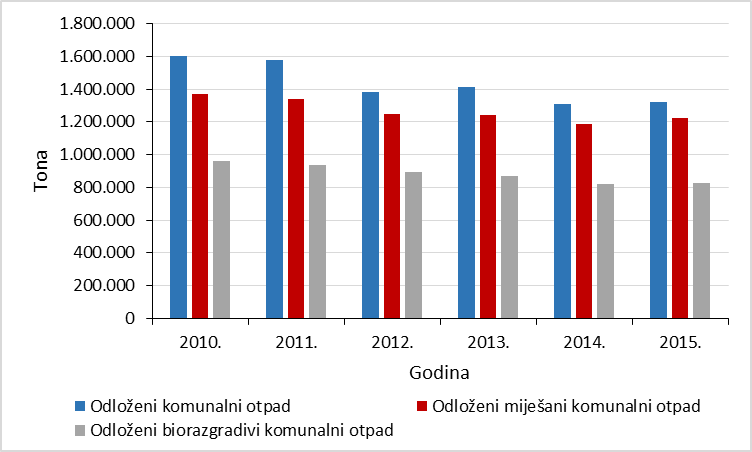 1.800.000
1.600.000
1.400.000
1.200.000
1.000.000
800.000
600.000
400.000
200.000
0
Tona
2010. 2011. 2012. 2013. 2014. 2015.
Godina
Odloženi komunalni otpad Odloženi miješani komunalni otpad
Odloženi biorazgradivi komunalni otpad